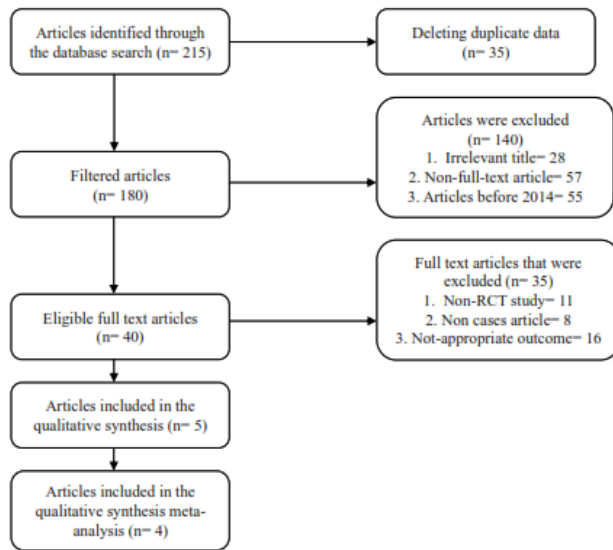 Articles identified through
the database search (n= 215)
Deleting duplicate data
(n= 35)
Articles were excluded
(n= 140)
1. Irrelevant title= 28
2. Non-full-text article= 57
3. Articles before 2014= 55
Filtered articles
(n= 180)
Full text articles that were
excluded (n= 35)
1. Non-RCT study= 11
2. Non cases article= 8
3. Not-appropriate outcome= 16
Eligible full text articles
(n= 40)
Articles included in the
qualitative synthesis (n= 5)
Articles included in the
qualitative synthesis meta-
analysis (n= 4)